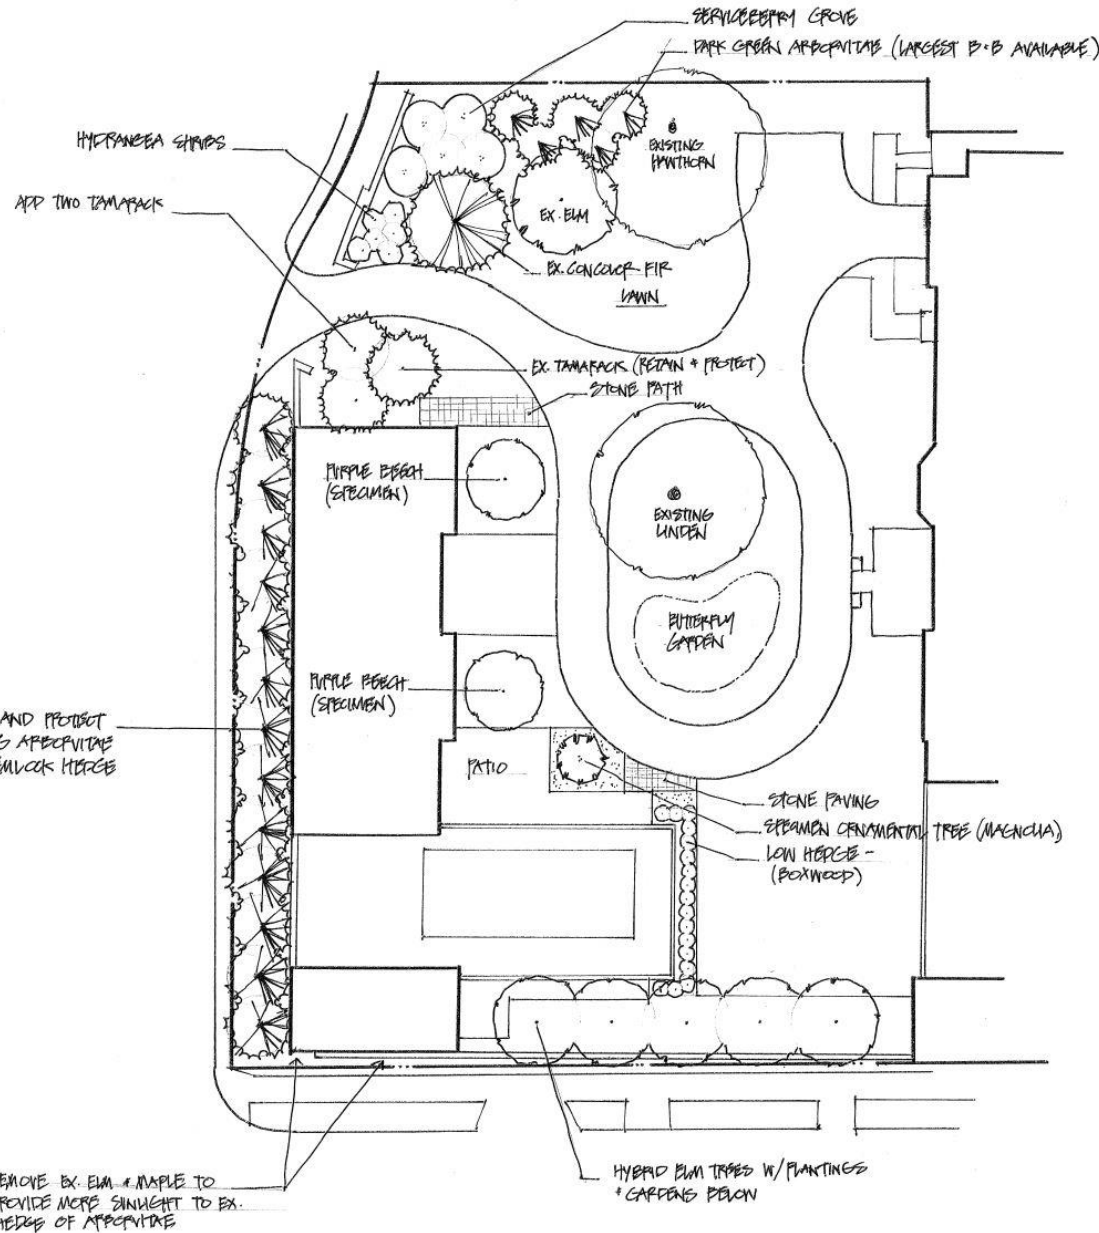 SERVICEBERRY GROVE
DARK GREEN ARBORVITAE (LARGEST B+B AVAILABLE)
HYDRANGEA SHRUBS
EXISTING
HAWTHORN
ADD TWO TAMARACK
EX. ELM
EX. CONCOLOR FIR
LAWN
EX. TAMARACK (RETAIN + PROTECT)
STONE PATH
PURPLE BEECH
(SPECIMEN)
EXISTING
LINDEN
BUTTERFLY
GARDEN
PURPLE BEECH
(SPECIMEN)
AND PROTECT
ARBORVITAE
HEDGE
PATIO
STONE PAVING
SPECIMEN ORNAMENTAL TREE (MAGNOLIA)
LOW HEDGE -
(BOXWOOD)
EMOVE EX. ELM + MAPLE TO
ROVIDE MORE SUNLIGHT TO EX.
HEDGE OF ARBORVITAE
HYBRID ELM TREES W/ PLANTINGS
+ GARDENS BELOW